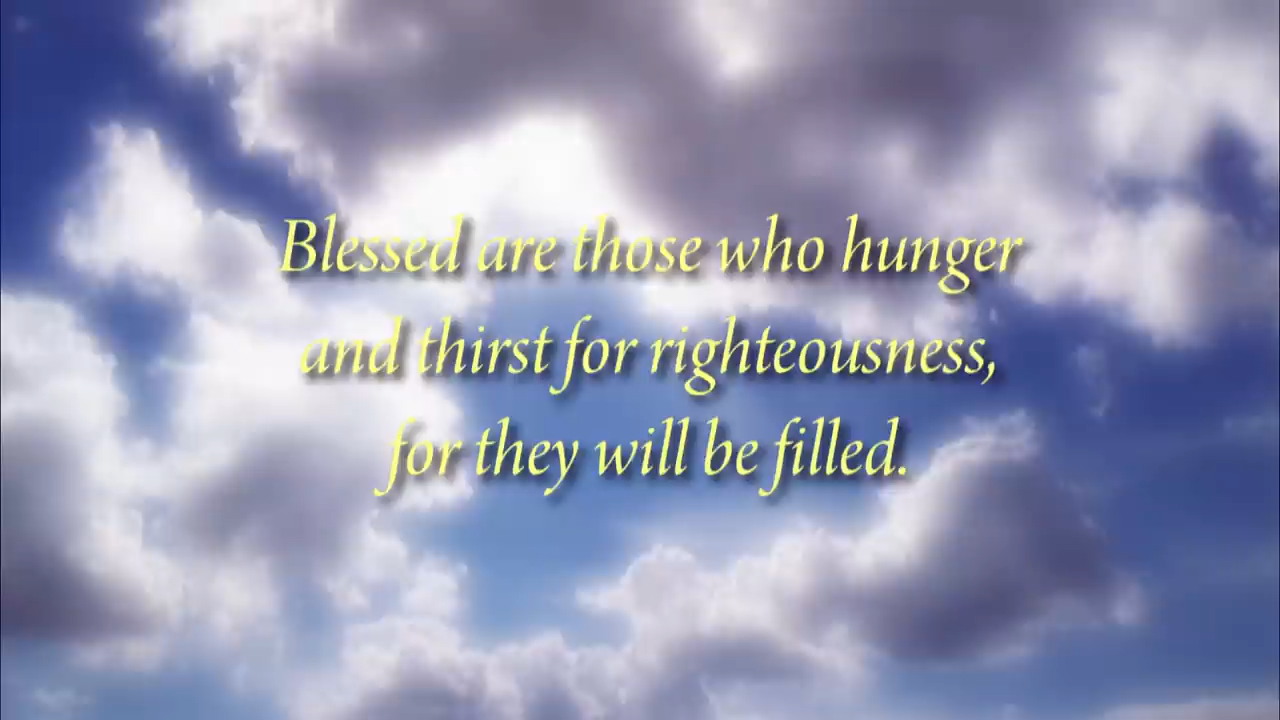 Blessed are those who hunger
and thirst for righteousness,
for they will be filled.